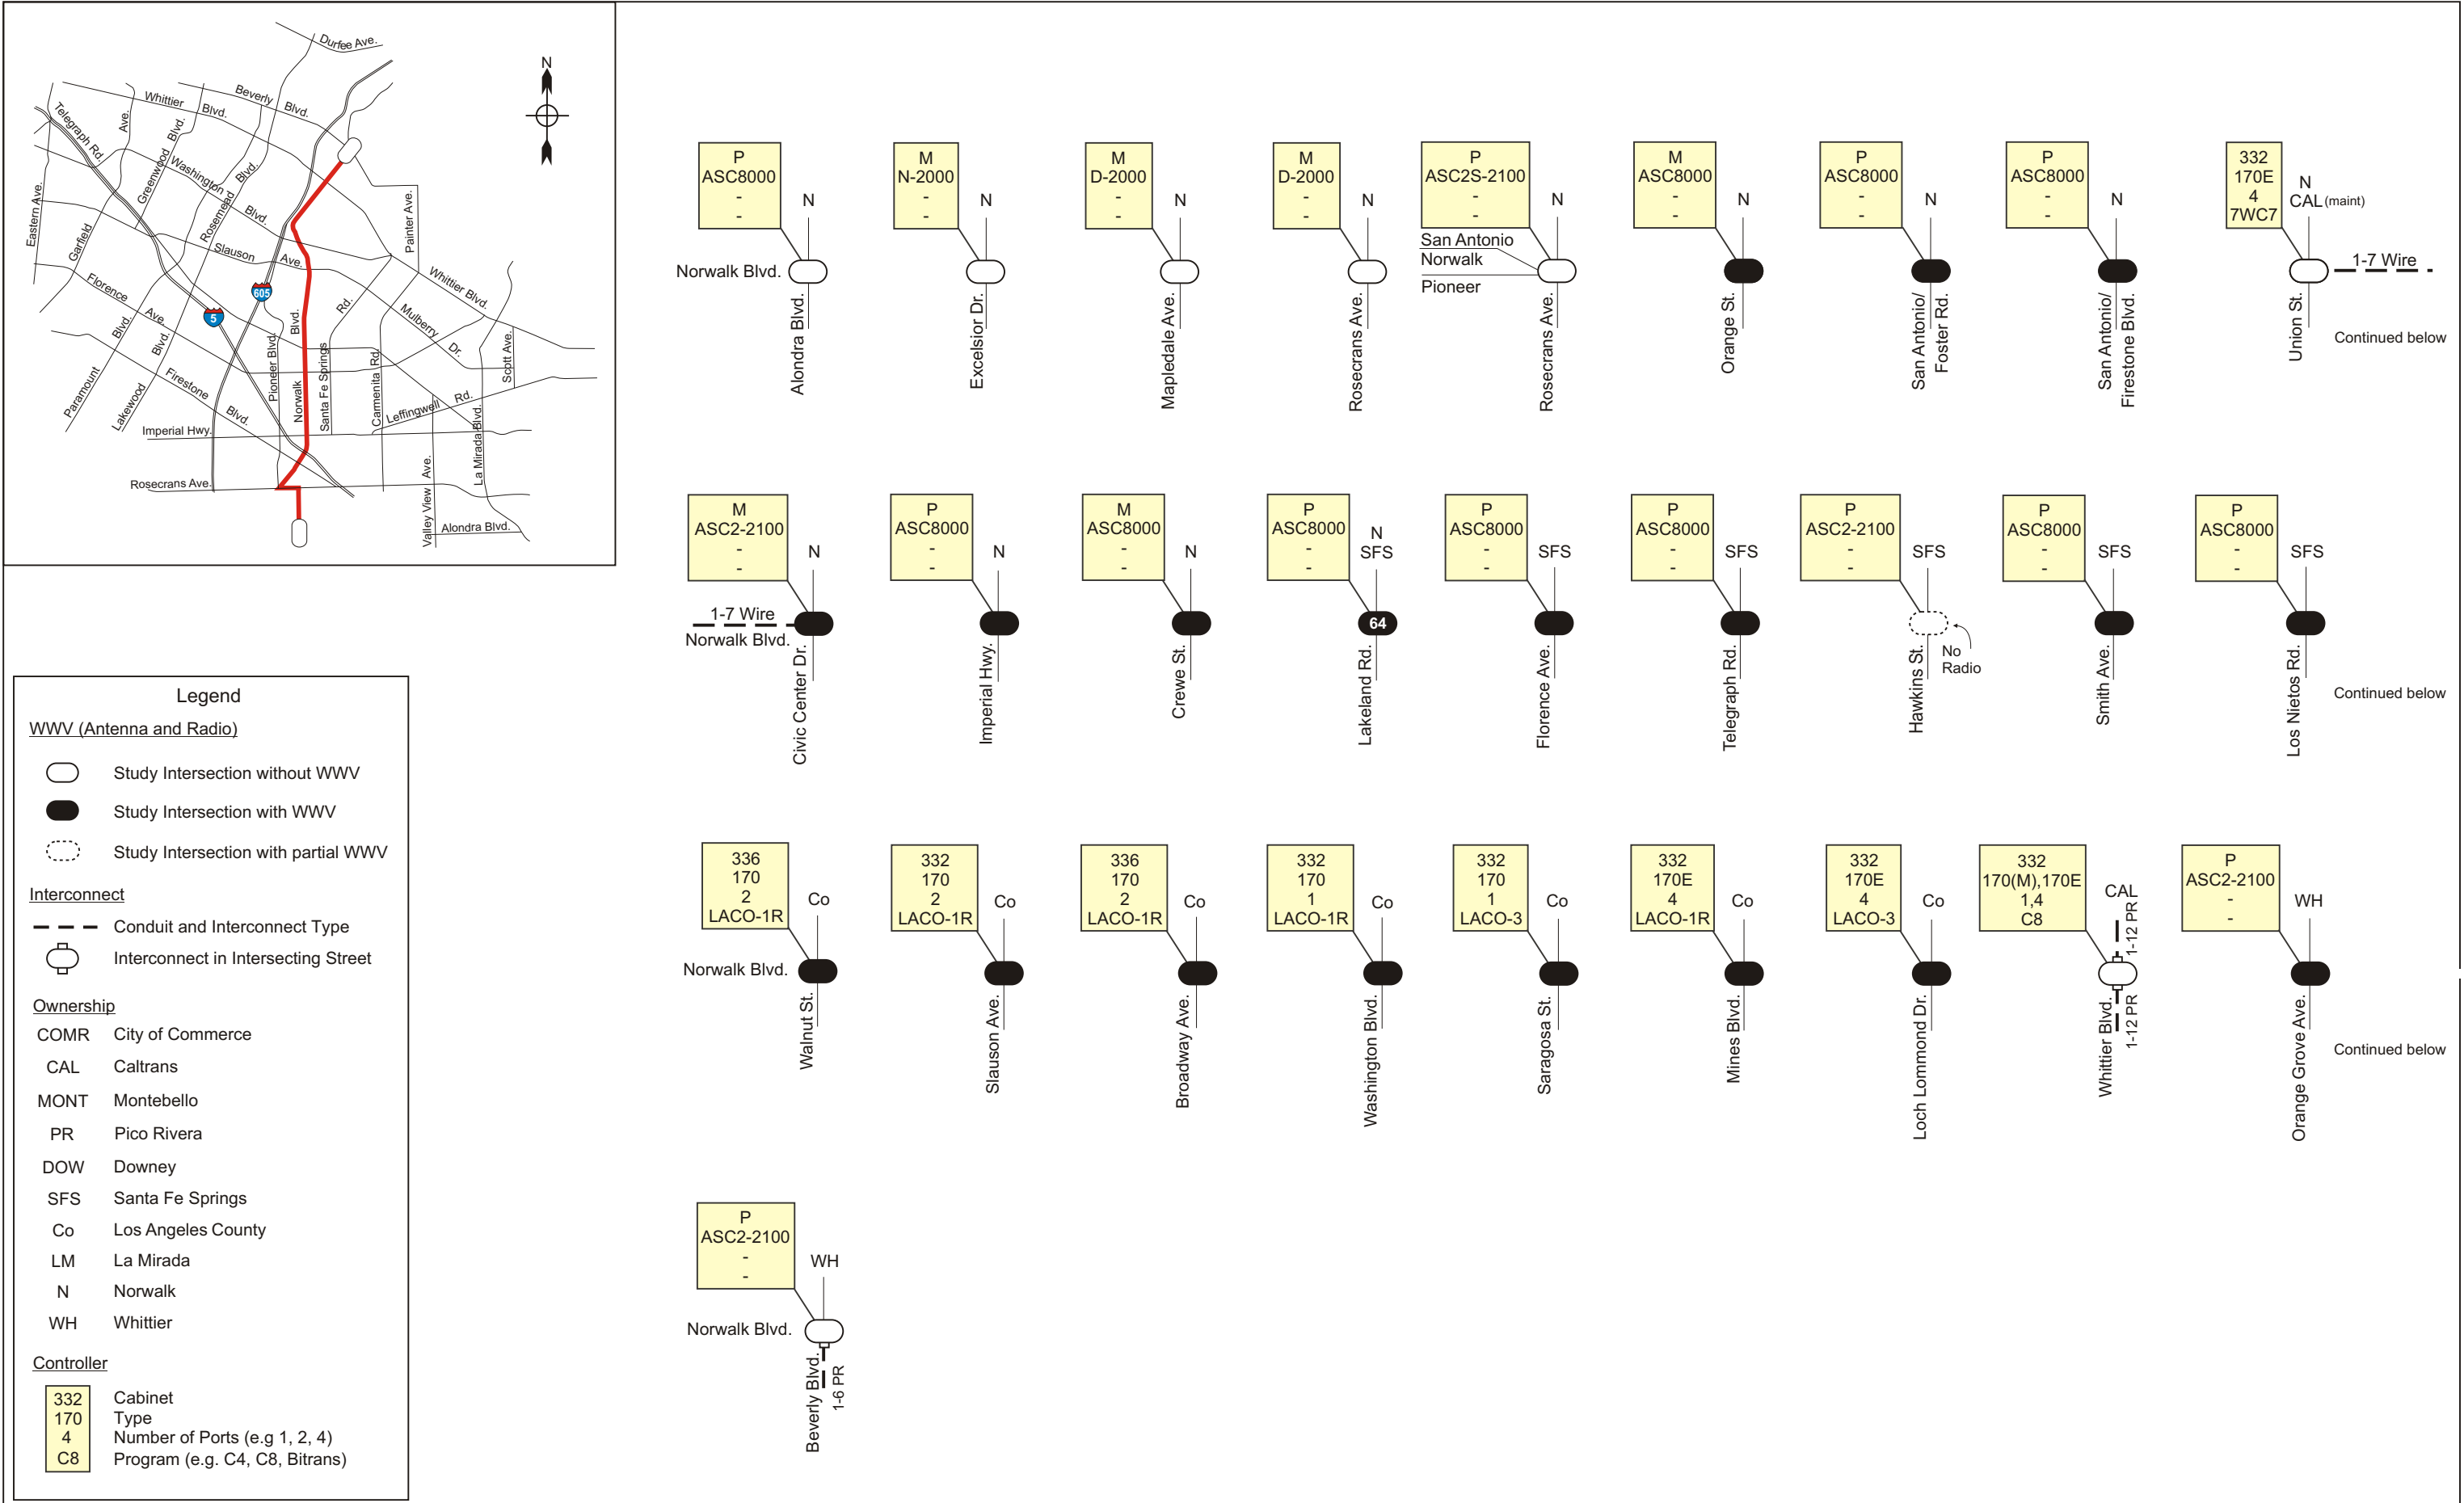 Durfee Ave.
N
Whittier Blvd.
Beverly Blvd.
Telegraph Rd.
Ave.
Greenwood Blvd.
Washington Blvd.
Rosemead Blvd.
Eastern Ave.
Garfield
Slauson Ave.
Painter Ave.
Whittier Blvd.
605
5
Florence Ave.
Rd.
Mulberry Dr.
Paramount Blvd.
Lakewood Blvd.
Firestone Blvd.
Pioneer Blvd.
Norwalk Blvd.
Santa Fe Springs
Carmenita Rd.
Scott Ave.
Leffingwell Rd.
Imperial Hwy.
La Mirada Blvd.
Valley View Ave.
Rosecrans Ave.
Alondra Blvd.
P
ASC8000
-
-
N
Norwalk Blvd.
Alondra Blvd.
M
N-2000
-
-
N
Excelsior Dr.
M
D-2000
-
-
N
Mapledale Ave.
M
D-2000
-
-
N
Rosecrans Ave.
P
ASC2S-2100
-
-
N
San Antonio
Norwalk
Pioneer
Rosecrans Ave.
M
ASC8000
-
-
N
Orange St.
P
ASC8000
-
-
N
San Antonio/
Foster Rd.
P
ASC8000
-
-
N
San Antonio/
Firestone Blvd.
332
170E
4
7WC7
N
CAL (maint)
1-7 Wire
Union St.
Continued below
M
ASC2-2100
-
-
N
1-7 Wire
Norwalk Blvd.
Civic Center Dr.
P
ASC8000
-
-
N
Imperial Hwy.
M
ASC8000
-
-
N
Crewe St.
P
ASC8000
-
-
N
SFS
64
Lakeland Rd.
P
ASC8000
-
-
SFS
Florence Ave.
P
ASC8000
-
-
SFS
Telegraph Rd.
P
ASC2-2100
-
-
SFS
Hawkins St.
No
Radio
P
ASC8000
-
-
SFS
Smith Ave.
P
ASC8000
-
-
SFS
Los Nietos Rd.
Continued below
336
170
2
LACO-1R
Co
Norwalk Blvd.
Walnut St.
332
170
2
LACO-1R
Co
Slauson Ave.
336
170
2
LACO-1R
Co
Broadway Ave.
332
170
1
LACO-1R
Co
Washington Blvd.
332
170
1
LACO-3
Co
Saragosa St.
332
170E
4
LACO-1R
Co
Mines Blvd.
332
170E
4
LACO-3
Co
Loch Lommond Dr.
332
170(M),170E
1,4
C8
CAL
1-12 PR
Whittier Blvd.
1-12 PR
P
ASC2-2100
-
-
WH
Orange Grove Ave.
Continued below
P
ASC2-2100
-
-
WH
Norwalk Blvd.
Beverly Blvd.
1-6 PR
Legend
WWV (Antenna and Radio)
Study Intersection without WWV
Study Intersection with WWV
Study Intersection with partial WWV
Interconnect
Conduit and Interconnect Type
Interconnect in Intersecting Street
Ownership
COMR City of Commerce
CAL Caltrans
MONT Montebello
PR Pico Rivera
DOW Downey
SFS Santa Fe Springs
Co Los Angeles County
LM La Mirada
N Norwalk
WH Whittier
Controller
332 Cabinet
170 Type
4 Number of Ports (e.g 1, 2, 4)
C8 Program (e.g. C4, C8, Bitrans)